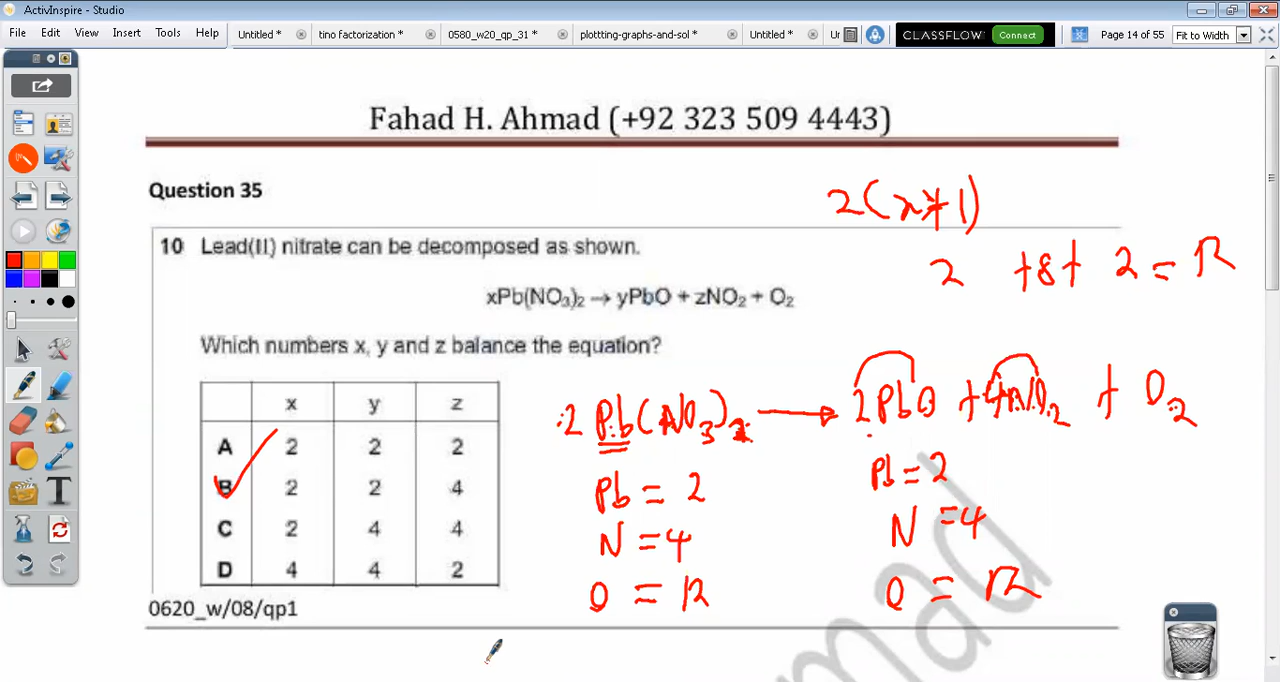 ActivInspire - Studio
File Edit View Insert Tools Help
Untitled * tino factrization * 0580_w20_qp_31 * plottting-graphs-and-sol * Untitled * Ur CLASSFLOW Connect Page 14 of 55 Fit to Width
Fahad H. Ahmad (+92 323 509 4443)
Question 35
10 Lead(II) nitrate can be decomposed as shown.
xPb(NO₃)₂ → yPbO + zNO₂ + O₂
Which numbers x, y and z balance the equation?
x y z
A 2 2 2
B 2 2 4
C 2 4 4
D 4 4 2
0620_w/08/qp1
2 +8+ 2 = 12
2 Pb(NO₃)₂ → 2PbO + 4NO₂ + O₂
Pb = 2
N = 4
O = 12
Pb = 2
N = 4
O = 12
mad
T